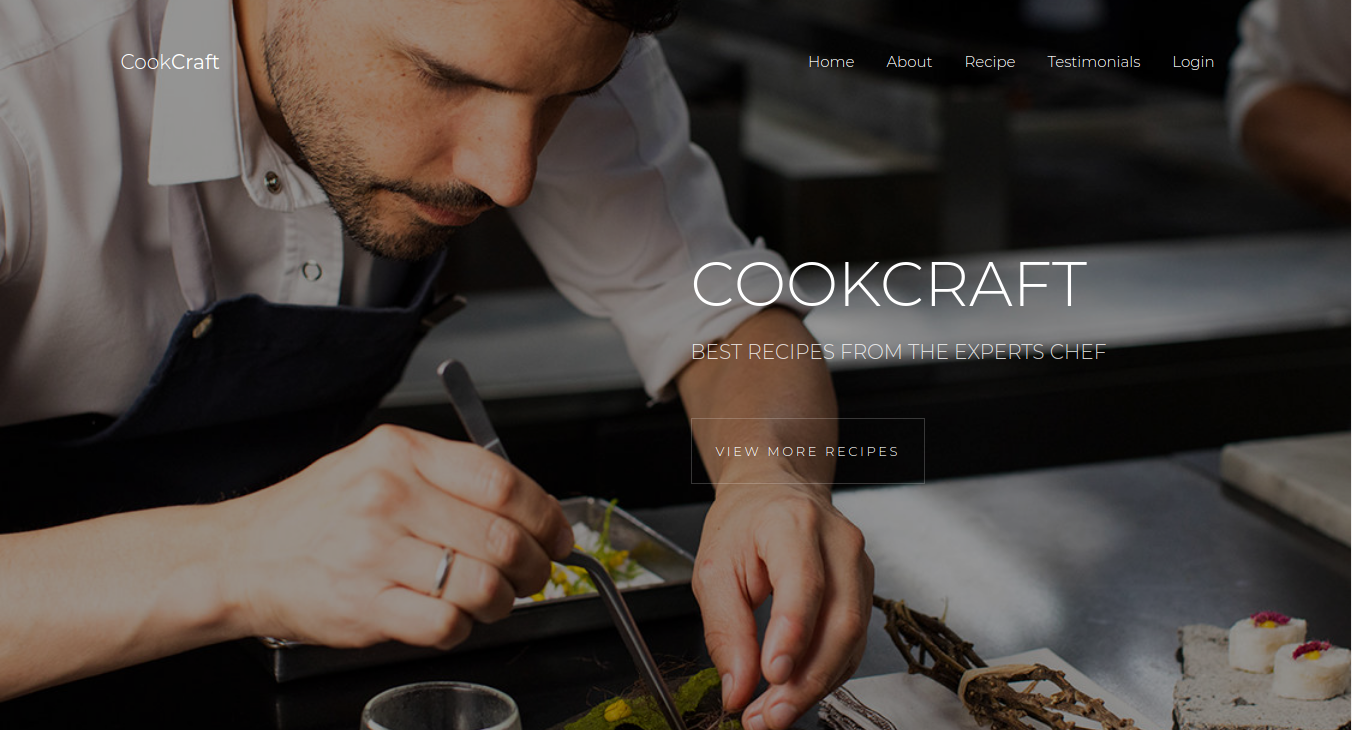 CookCraft
Home About Recipe Testimonials Login
COOKCRAFT
BEST RECIPES FROM THE EXPERTS CHEF
VIEW MORE RECIPES